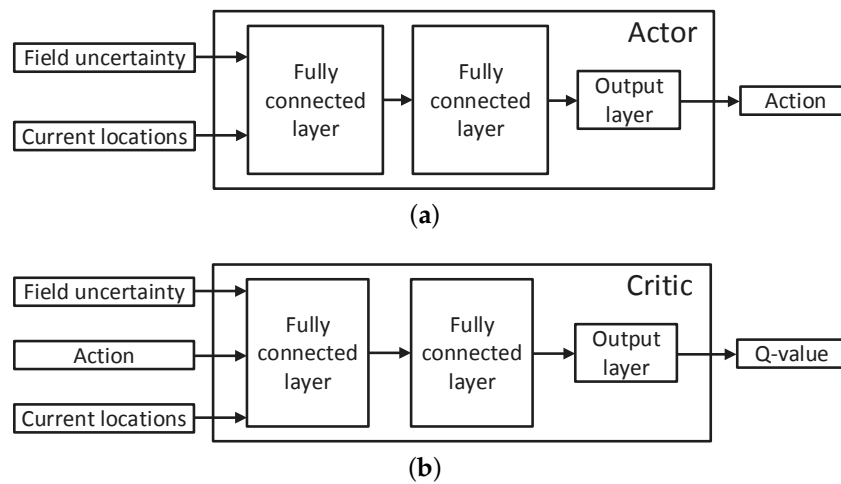 Actor
Field uncertainty
Current locations
Fully
connected
layer
Fully
connected
layer
Output
layer
Action
(a)
Critic
Field uncertainty
Action
Current locations
Fully
connected
layer
Fully
connected
layer
Output
layer
Q-value
(b)